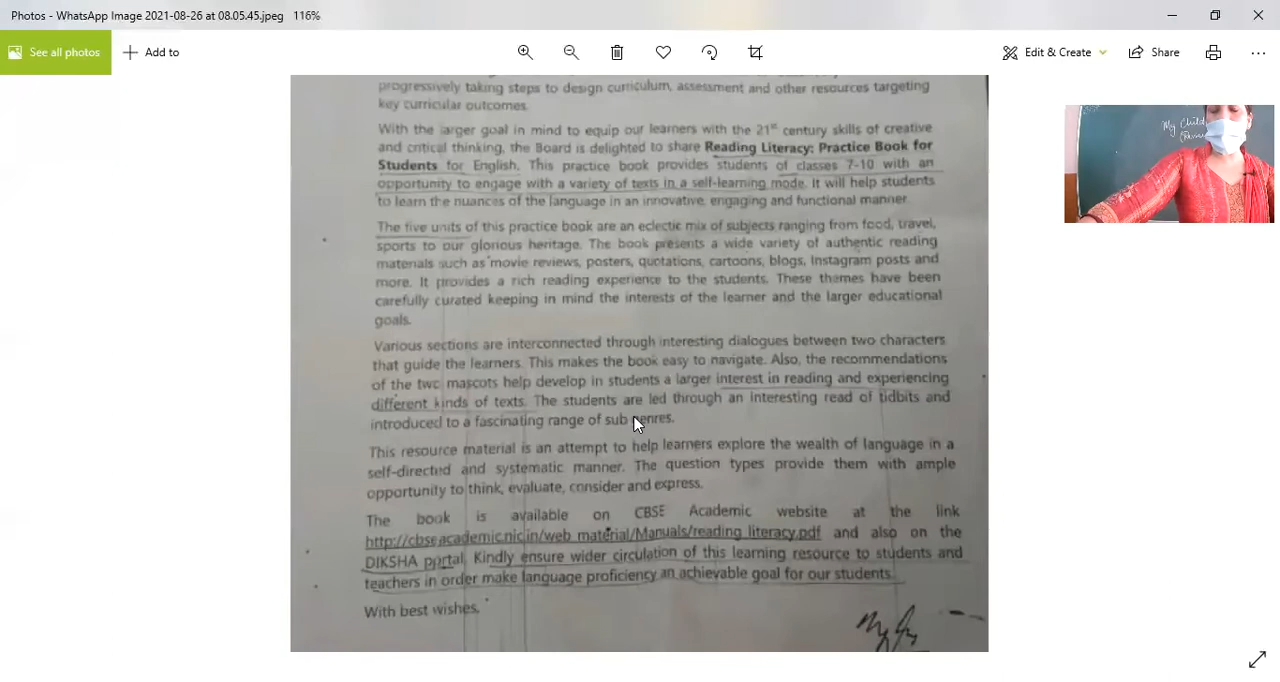 Photos - WhatsApp Image 2021-08-26 at 08.05.45.jpeg 116%
See all photos
Add to
Edit & Create
Share
progressively taking steps to design curriculum, assessment and other resources targeting
key curricular outcomes.
With the larger goal in mind to equip our learners with the 21st century skills of creative
and critical thinking, the Board is delighted to share Reading Literacy: Practice Book for
Students for English. This practice book provides students of classes 7-10 with an
opportunity to engage with a variety of texts in a self-learning mode. It will help students
to learn the nuances of the language in an innovative, engaging and functional manner.
The five units of this practice book are an eclectic mix of subjects ranging from food, travel,
sports to our glorious heritage. The book presents a wide variety of authentic reading
materials such as movie reviews, posters, quotations, cartoons, blogs, Instagram posts and
more. It provides a rich reading experience to the students. These themes have been
carefully curated keeping in mind the interests of the learner and the larger educational
goals.
Various sections are interconnected through interesting dialogues between two characters
that guide the learners. This makes the book easy to navigate. Also, the recommendations
of the two mascots help develop in students a larger interest in reading and experiencing
different kinds of texts. The students are led through an interesting read of tidbits and
introduced to a fascinating range of sub genres.
This resource material is an attempt to help learners explore the wealth of language in a
self-directed and systematic manner. The question types provide them with ample
opportunity to think, evaluate, consider and express.
The book is available on CBSE Academic website at the link
http://cbseacademic.nic.in/web_material/Manuals/reading_literacy.pdf and also on the
DIKSHA portal. Kindly ensure wider circulation of this learning resource to students and
teachers in order make language proficiency an achievable goal for our students.
With best wishes,
My Child